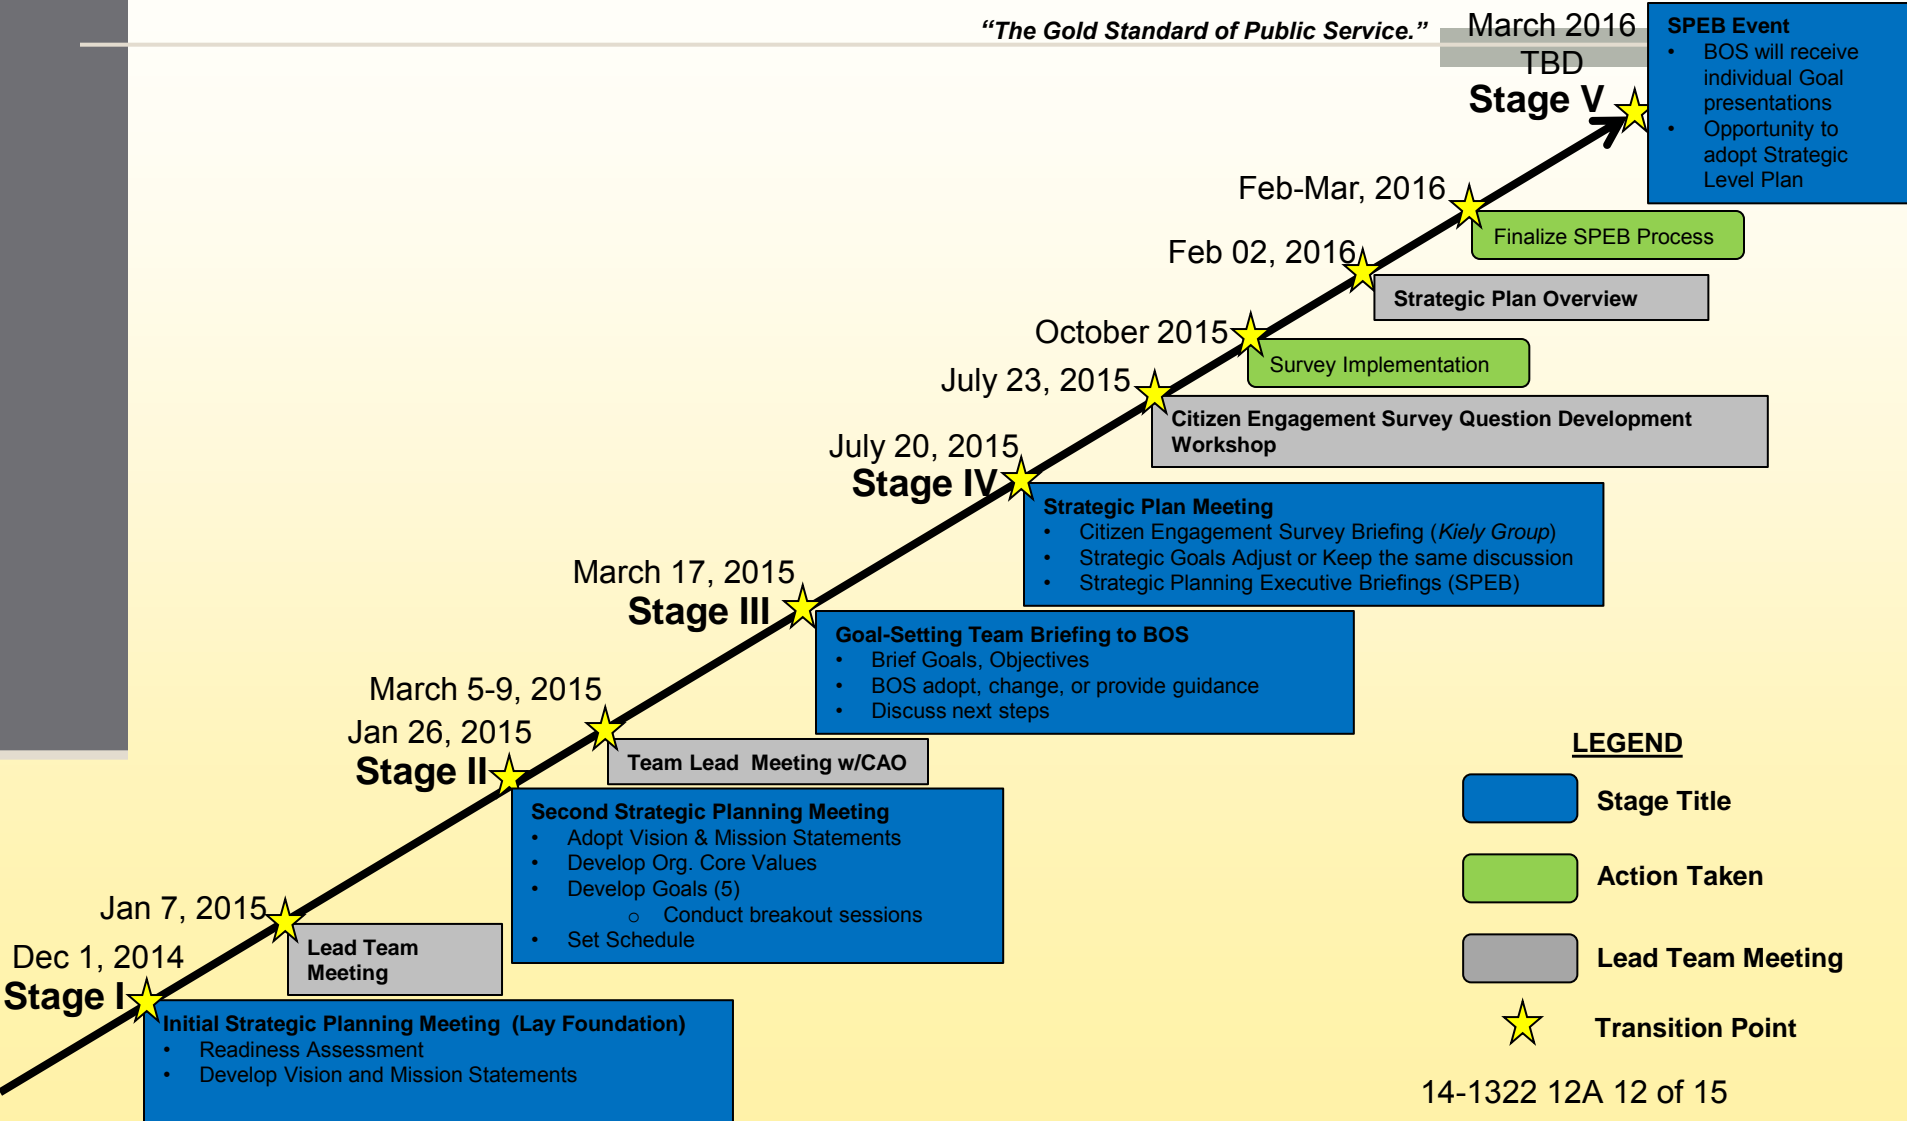 “The Gold Standard of Public Service.”
March 2016
TBD
Stage V
SPEB Event
• BOS will receive
individual Goal
presentations
• Opportunity to
adopt Strategic
Level Plan
Feb-Mar, 2016
Finalize SPEB Process
Feb 02, 2016
Strategic Plan Overview
October 2015
Survey Implementation
July 23, 2015
Citizen Engagement Survey Question Development
Workshop
July 20, 2015
Stage IV
Strategic Plan Meeting
• Citizen Engagement Survey Briefing (Kiely Group)
• Strategic Goals Adjust or Keep the same discussion
• Strategic Planning Executive Briefings (SPEB)
March 17, 2015
Stage III
Goal-Setting Team Briefing to BOS
• Brief Goals, Objectives
• BOS adopt, change, or provide guidance
• Discuss next steps
March 5-9, 2015
Team Lead  Meeting w/CAO
Jan 26, 2015
Stage II
Second Strategic Planning Meeting
• Adopt Vision & Mission Statements
• Develop Org. Core Values
• Develop Goals (5)
o Conduct breakout sessions
• Set Schedule
Jan 7, 2015
Lead Team
Meeting
Dec 1, 2014
Stage I
Initial Strategic Planning Meeting  (Lay Foundation)
• Readiness Assessment
• Develop Vision and Mission Statements
LEGEND
Stage Title
Action Taken
Lead Team Meeting
Transition Point
14-1322 12A 12 of 15